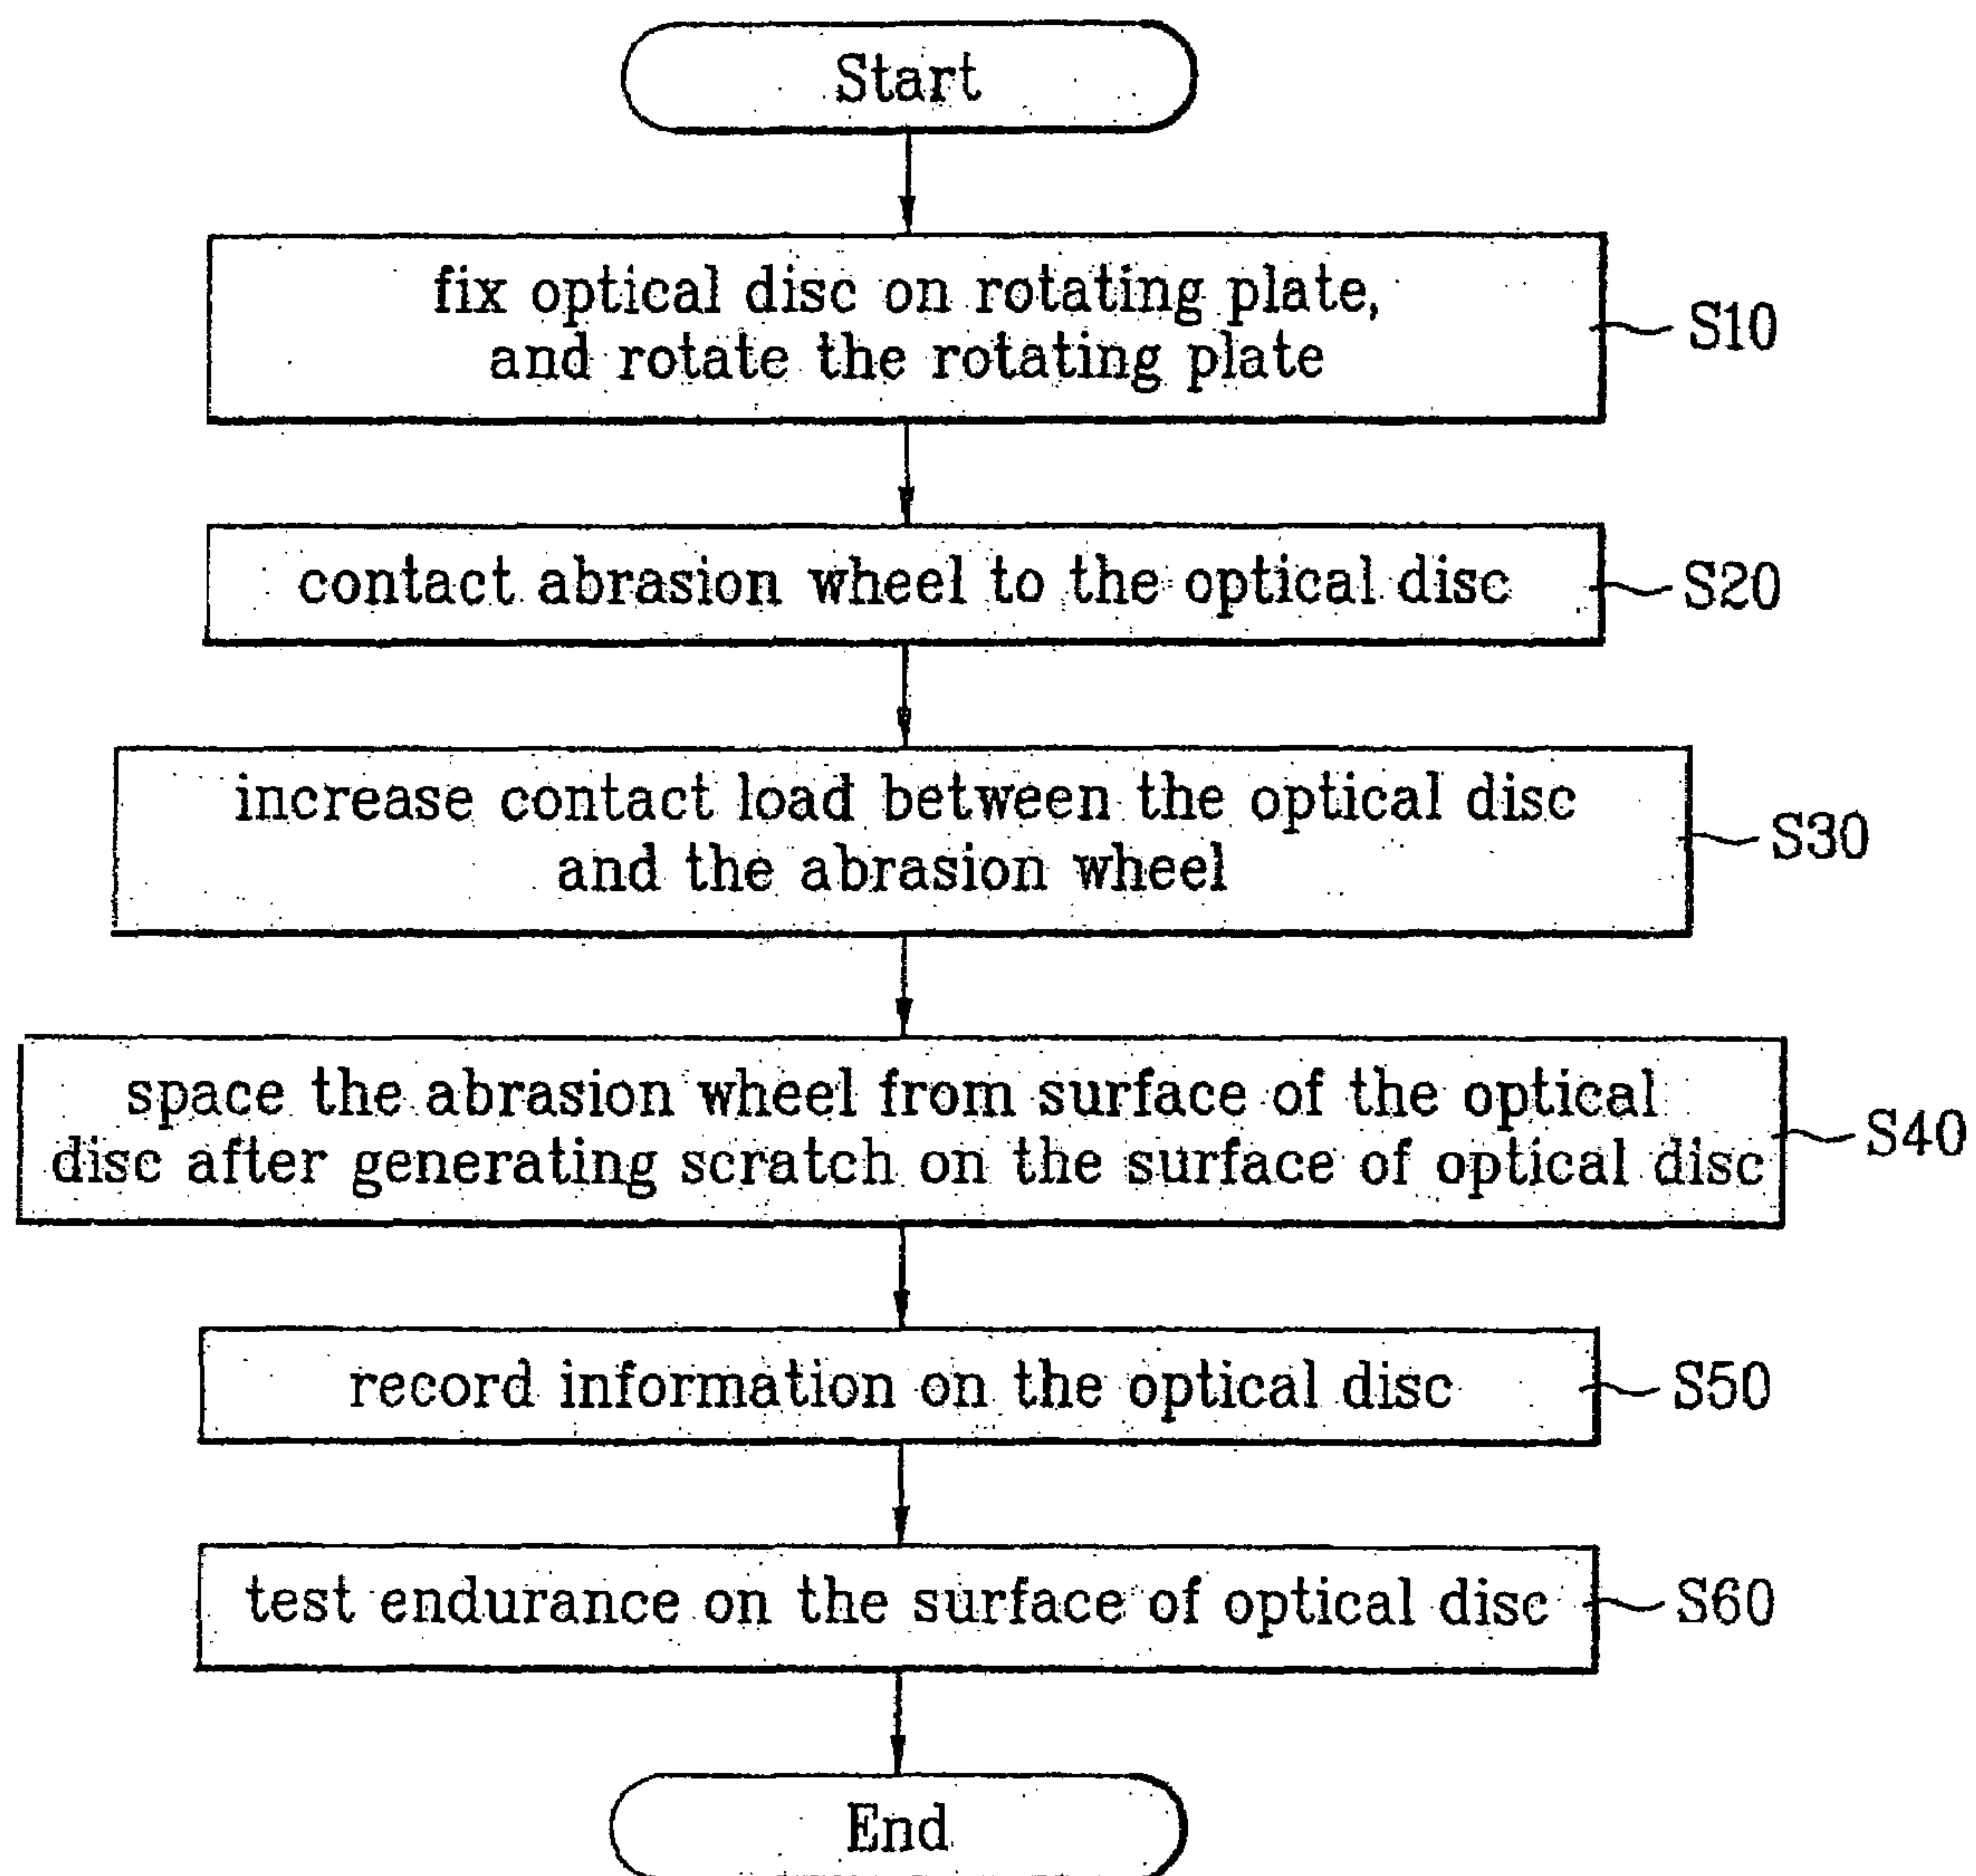 Start
fix optical disc on rotating plate,
and rotate the rotating plate
S10
contact abrasion wheel to the optical disc
S20
increase contact load between the optical disc
and the abrasion wheel
S30
space the abrasion wheel from surface of the optical
disc after generating scratch on the surface of optical disc
S40
record information on the optical disc
S50
test endurance on the surface of optical disc
S60
End